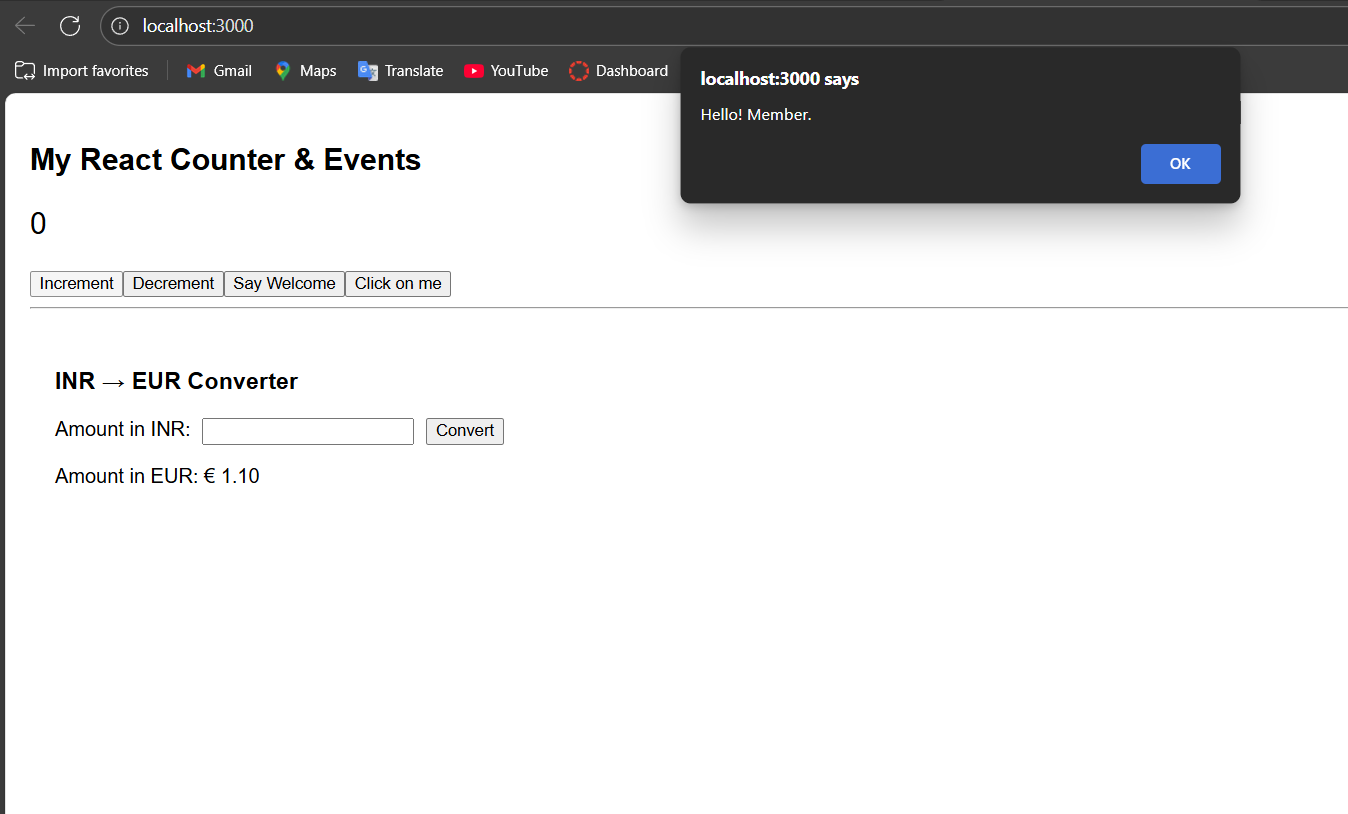 localhost:3000
Import favorites Gmail Maps Translate YouTube Dashboard
localhost:3000 says
Hello! Member.
OK
My React Counter & Events
0
Increment Decrement Say Welcome Click on me
INR → EUR Converter
Amount in INR: Convert
Amount in EUR: € 1.10